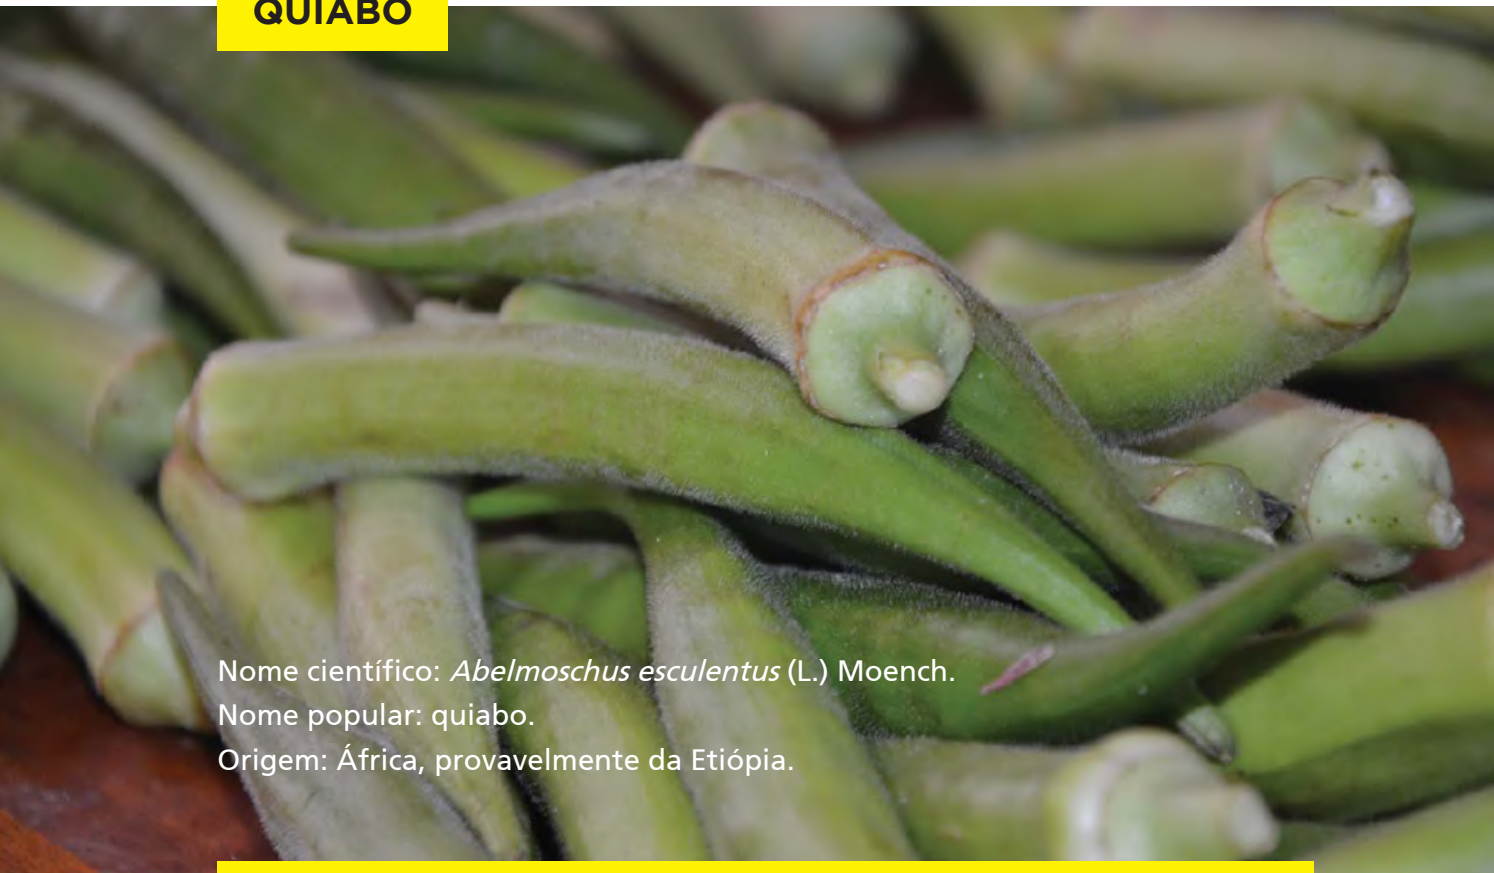 QUIABO
Nome científico: Abelmoschus esculentus (L.) Moench.
Nome popular: quiabo.
Origem: África, provavelmente da Etiópia.